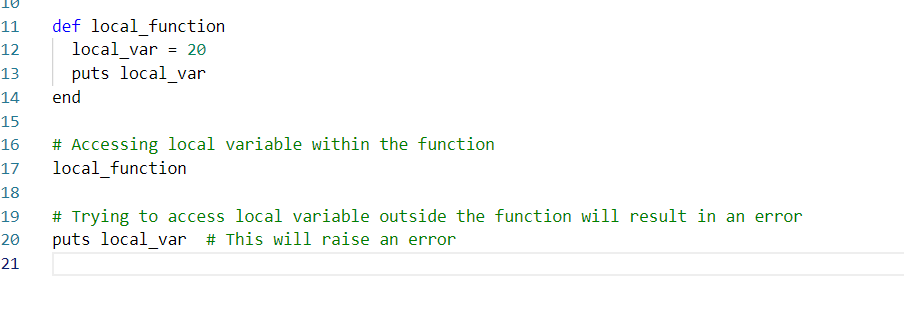 10
11 def local_function
12   local_var = 20
13   puts local_var
14 end
15
16 # Accessing local variable within the function
17 local_function
18
19 # Trying to access local variable outside the function will result in an error
20 puts local_var  # This will raise an error
21